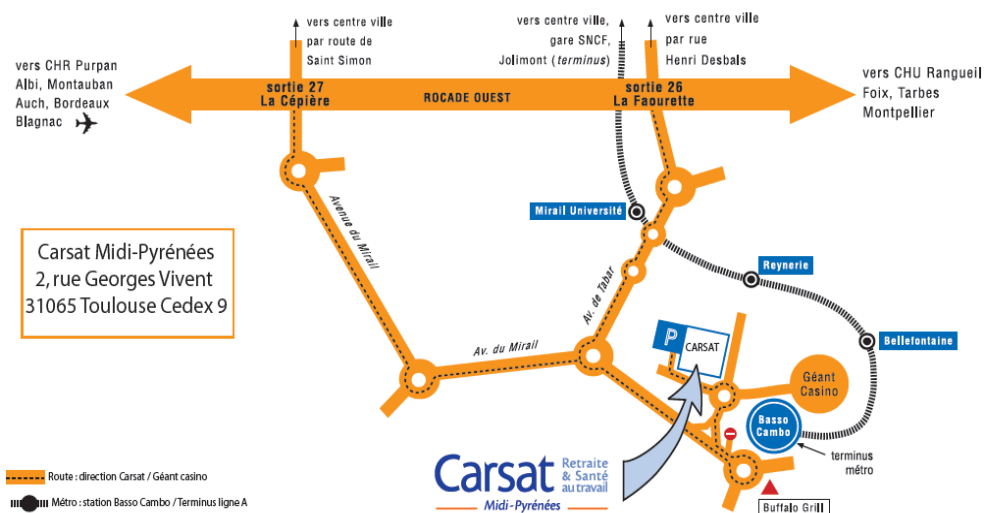 vers centre ville
par route de
Saint Simon
vers centre ville,
gare SNCF,
Jolimont (terminus)
vers centre ville
par rue
Henri Desbals
vers CHR Purpan
Albi, Montauban
Auch, Bordeaux
Blagnac
sortie 27
La Cépière
ROCADE OUEST
sortie 26
La Faourette
vers CHU Rangueil
Foix, Tarbes
Montpellier
Mirail Université
Avenue du Mirail
Carsat Midi-Pyrénées
2, rue Georges Vivent
31065 Toulouse Cedex 9
Reynerie
Av. de Tabar
P
CARSAT
Bellefontaine
Av. du Mirail
Géant
Casino
Basso
Cambo
terminus
métro
Carsat
Retraite
& Santé
au travail
Midi-Pyrénées
Route : direction Carsat / Géant casino
Métro : station Basso Cambo / Terminus ligne A
Buffalo Grill